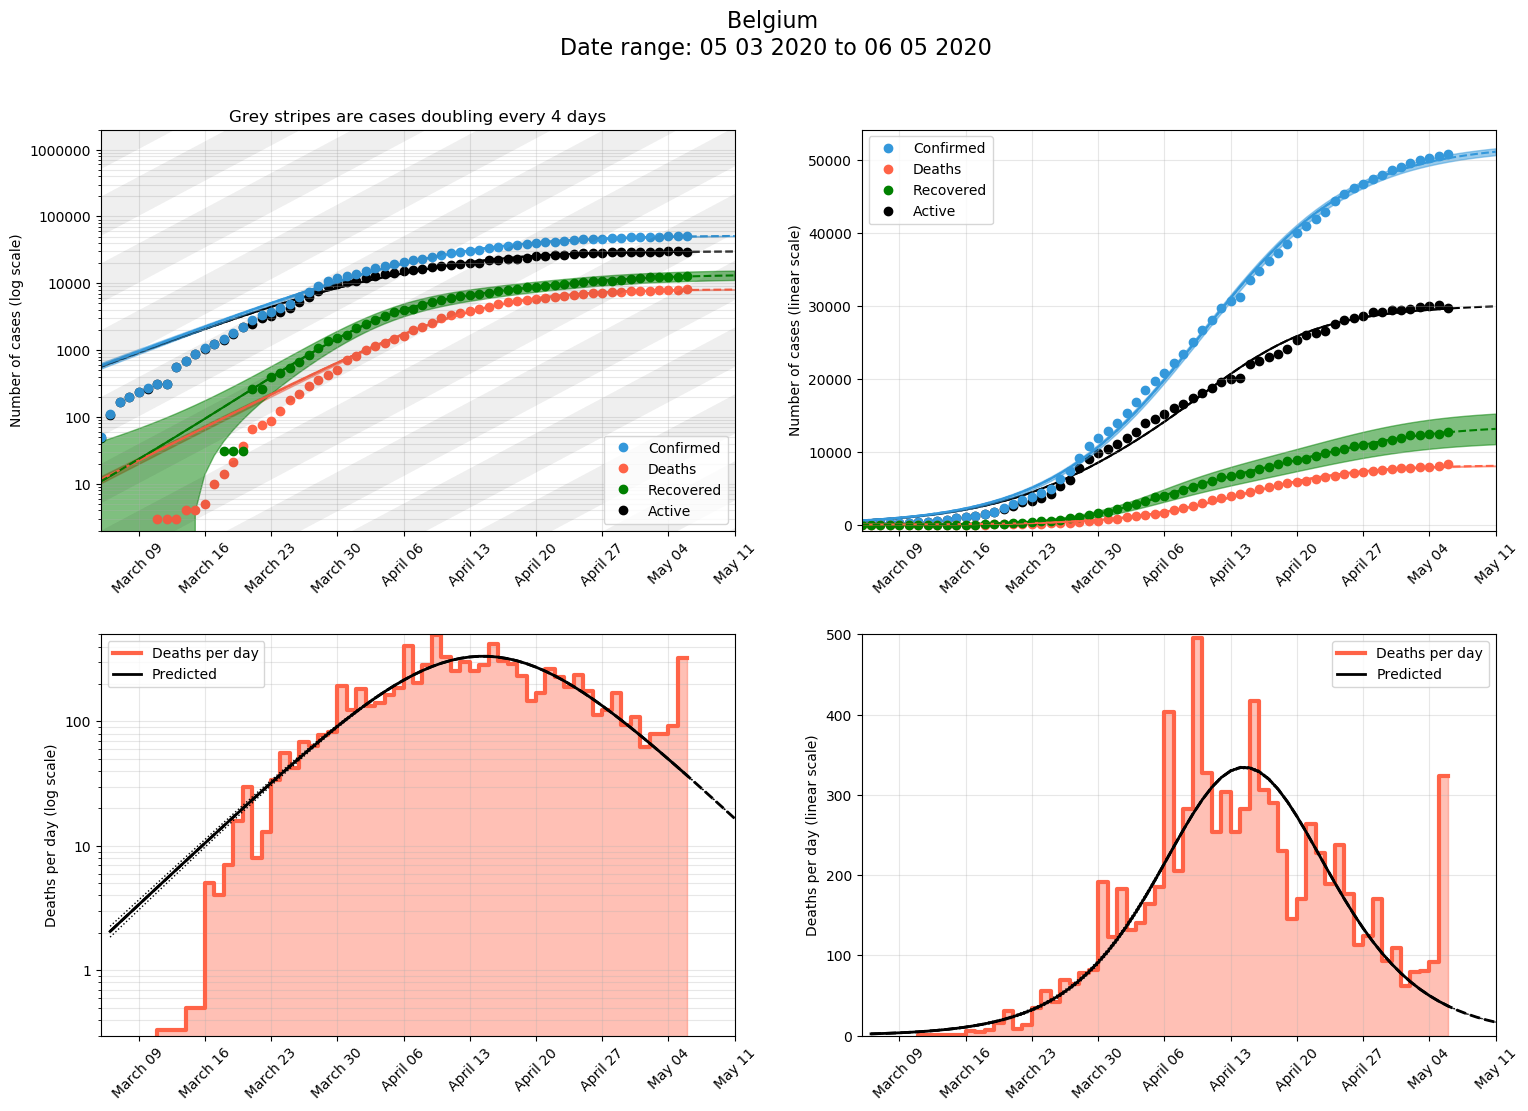 Belgium
Date range: 05 03 2020 to 06 05 2020
Grey stripes are cases doubling every 4 days
Number of cases (log scale)
1000000
100000
10000
1000
100
10
Confirmed
Deaths
Recovered
Active
March 09
March 16
March 23
March 30
April 06
April 13
April 20
April 27
May 04
May 11
Number of cases (linear scale)
50000
40000
30000
20000
10000
0
Confirmed
Deaths
Recovered
Active
March 09
March 16
March 23
March 30
April 06
April 13
April 20
April 27
May 04
May 11
Deaths per day (log scale)
100
10
1
Deaths per day
Predicted
March 09
March 16
March 23
March 30
April 06
April 13
April 20
April 27
May 04
May 11
Deaths per day (linear scale)
500
400
300
200
100
0
Deaths per day
Predicted
March 09
March 16
March 23
March 30
April 06
April 13
April 20
April 27
May 04
May 11